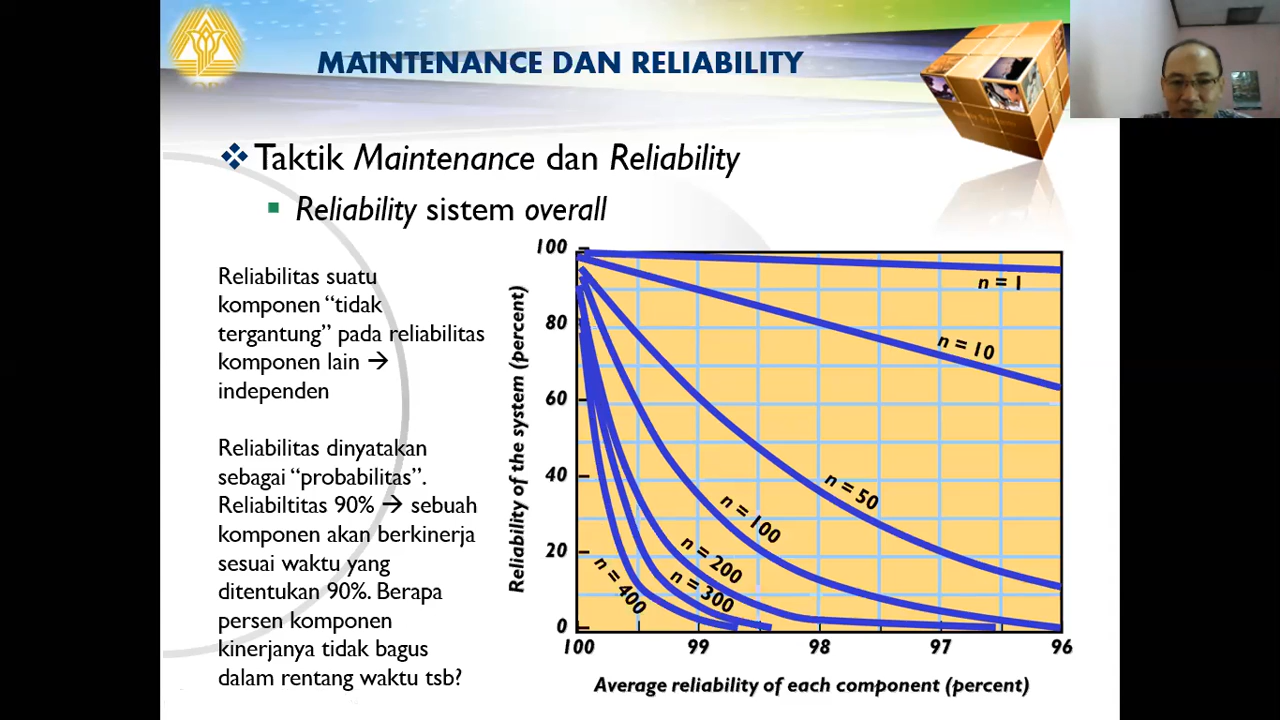 MAINTENANCE DAN RELIABILITY
Taktik Maintenance dan Reliability
Reliability sistem overall
Reliabilitas suatu
komponen “tidak
tergantung” pada reliabilitas
komponen lain →
independen
Reliabilitas dinyatakan
sebagai “probabilitas”.
Reliabiltitas 90% → sebuah
komponen akan berkinerja
sesuai waktu yang
ditentukan 90%. Berapa
persen komponen
kinerjanya tidak bagus
dalam rentang waktu tsb?
Reliability of the system (percent)
100
80
60
40
20
0
n = 1
n = 10
n = 50
n = 100
n = 200
n = 300
n = 400
100
99
98
97
96
Average reliability of each component (percent)